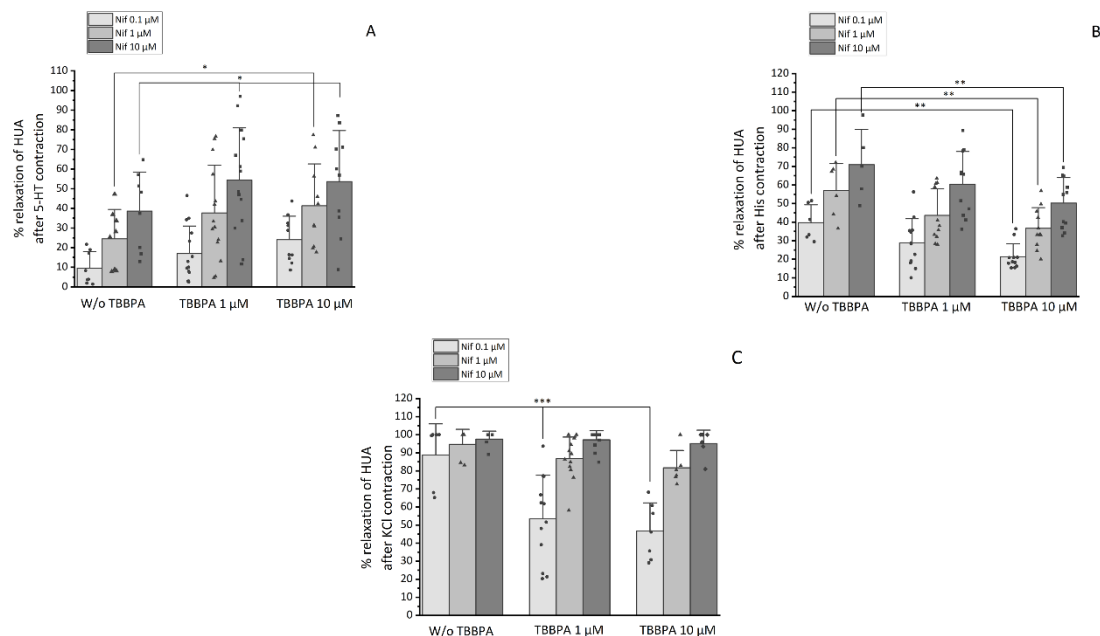 A
Nif 0.1 μM
Nif 1 μM
Nif 10 μM
% relaxation of HUA
after 5-HT contraction
110
100
90
80
70
60
50
40
30
20
10
0
*
*
W/o TBBPA TBBPA 1 μM TBBPA 10 μM
B
Nif 0.1 μM
Nif 1 μM
Nif 10 μM
% relaxation of HUA
after His contraction
120
110
100
90
80
70
60
50
40
30
20
10
0
**
**
**
W/o TBBPA TBBPA 1 μM TBBPA 10 μM
C
Nif 0.1 μM
Nif 1 μM
Nif 10 μM
% relaxation of HUA
after KCl contraction
120
110
100
90
80
70
60
50
40
30
20
10
0
***
W/o TBBPA TBBPA 1 μM TBBPA 10 μM